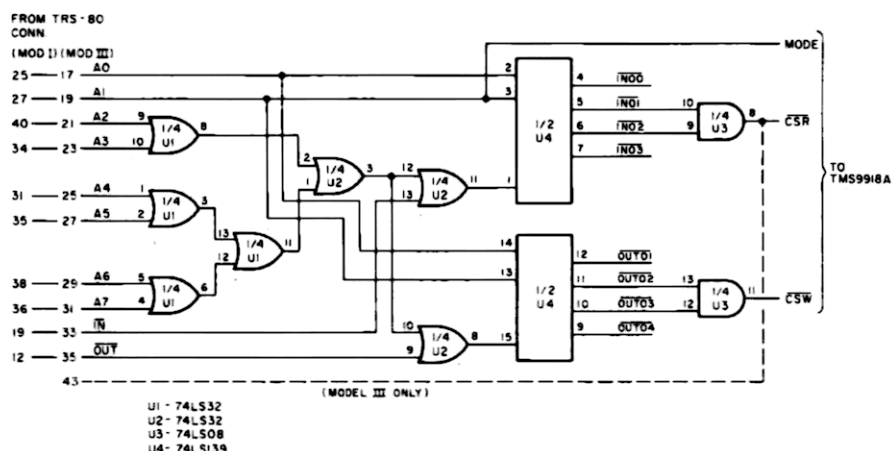 FROM TRS-80
CONN.
(MOD I) (MOD III)
25 17 A0
27 19 A1
40 21 A2 9
34 23 A3 10
1/4
U1
8
31 25 A4 1
35 27 A5 2
1/4
U1
3
38 29 A6 5
36 31 A7 4
1/4
U1
6
19 33 IN
12 35 OUT
43
(MODEL III ONLY)
13
12
1/4
U1
11
2
1
1/4
U2
3
12
13
1/4
U2
11
10
9
1/4
U2
8
2
3
1
1/2
U4
4 IN00
5 IN01
6 IN02
7 IN03
10
9
1/4
U3
8
14
13
15
1/2
U4
12 OUT01
11 OUT02
10 OUT03
9 OUT04
13
12
1/4
U3
11
MODE
CSR
CSW
TO
TMS9918A
U1- 74LS32
U2- 74LS32
U3- 74LS08
U4- 74LS139